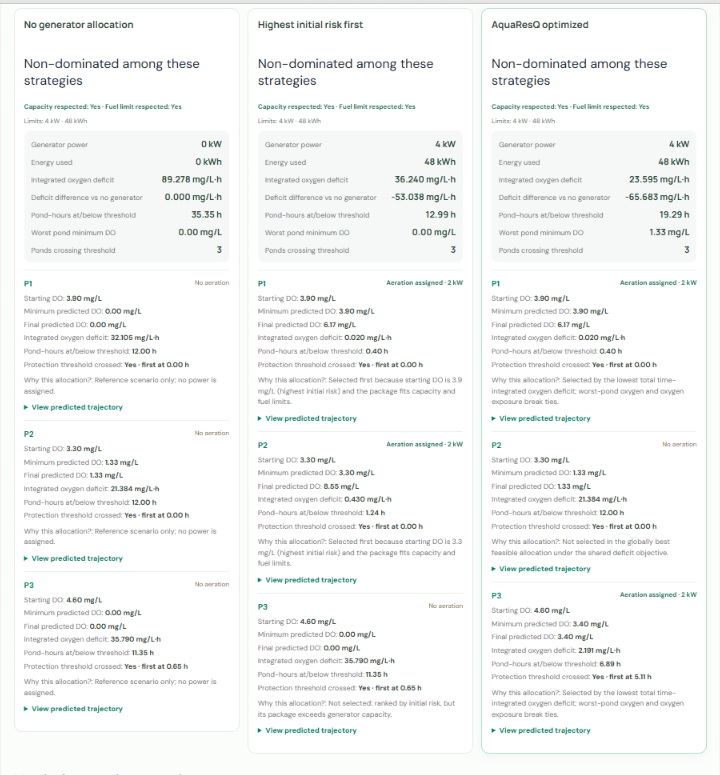 No generator allocation
Non-dominated among these
strategies
Capacity respected: Yes · Fuel limit respected: Yes
Limits: 4 kW · 48 kWh
Generator power 0 kW
Energy used 0 kWh
Integrated oxygen deficit 89.278 mg/L·h
Deficit difference vs no generator 0.000 mg/L·h
Pond-hours at/below threshold 35.35 h
Worst pond minimum DO 0.00 mg/L
Ponds crossing threshold 3
P1 No aeration
Starting DO: 3.90 mg/L
Minimum predicted DO: 0.00 mg/L
Final predicted DO: 0.00 mg/L
Integrated oxygen deficit: 32.105 mg/L·h
Pond-hours at/below threshold: 12.00 h
Protection threshold crossed: Yes · first at 0.00 h
Why this allocation?: Reference scenario only; no power is
assigned.
▶ View predicted trajectory
P2 No aeration
Starting DO: 3.30 mg/L
Minimum predicted DO: 1.33 mg/L
Final predicted DO: 1.33 mg/L
Integrated oxygen deficit: 21.384 mg/L·h
Pond-hours at/below threshold: 12.00 h
Protection threshold crossed: Yes · first at 0.00 h
Why this allocation?: Reference scenario only; no power is
assigned.
▶ View predicted trajectory
P3 No aeration
Starting DO: 4.60 mg/L
Minimum predicted DO: 0.00 mg/L
Final predicted DO: 0.00 mg/L
Integrated oxygen deficit: 35.790 mg/L·h
Pond-hours at/below threshold: 11.35 h
Protection threshold crossed: Yes · first at 0.65 h
Why this allocation?: Reference scenario only; no power is
assigned.
▶ View predicted trajectory
Highest initial risk first
Non-dominated among these
strategies
Capacity respected: Yes · Fuel limit respected: Yes
Limits: 4 kW · 48 kWh
Generator power 4 kW
Energy used 48 kWh
Integrated oxygen deficit 36.240 mg/L·h
Deficit difference vs no generator -53.038 mg/L·h
Pond-hours at/below threshold 12.99 h
Worst pond minimum DO 0.00 mg/L
Ponds crossing threshold 3
P1 Aeration assigned · 2 kW
Starting DO: 3.90 mg/L
Minimum predicted DO: 3.90 mg/L
Final predicted DO: 6.17 mg/L
Integrated oxygen deficit: 0.020 mg/L·h
Pond-hours at/below threshold: 0.40 h
Protection threshold crossed: Yes · first at 0.00 h
Why this allocation?: Selected first because starting DO is 3.9
mg/L (highest initial risk) and the package fits capacity and
fuel limits.
▶ View predicted trajectory
P2 Aeration assigned · 2 kW
Starting DO: 3.30 mg/L
Minimum predicted DO: 3.30 mg/L
Final predicted DO: 8.55 mg/L
Integrated oxygen deficit: 0.430 mg/L·h
Pond-hours at/below threshold: 1.24 h
Protection threshold crossed: Yes · first at 0.00 h
Why this allocation?: Selected first because starting DO is 3.3
mg/L (highest initial risk) and the package fits capacity and
fuel limits.
▶ View predicted trajectory
P3 No aeration
Starting DO: 4.60 mg/L
Minimum predicted DO: 0.00 mg/L
Final predicted DO: 0.00 mg/L
Integrated oxygen deficit: 35.790 mg/L·h
Pond-hours at/below threshold: 11.35 h
Protection threshold crossed: Yes · first at 0.65 h
Why this allocation?: Not selected: ranked by initial risk, but
its package exceeds generator capacity.
▶ View predicted trajectory
AquaResQ optimized
Non-dominated among these
strategies
Capacity respected: Yes · Fuel limit respected: Yes
Limits: 4 kW · 48 kWh
Generator power 4 kW
Energy used 48 kWh
Integrated oxygen deficit 23.595 mg/L·h
Deficit difference vs no generator -65.683 mg/L·h
Pond-hours at/below threshold 19.29 h
Worst pond minimum DO 1.33 mg/L
Ponds crossing threshold 3
P1 Aeration assigned · 2 kW
Starting DO: 3.90 mg/L
Minimum predicted DO: 3.90 mg/L
Final predicted DO: 6.17 mg/L
Integrated oxygen deficit: 0.020 mg/L·h
Pond-hours at/below threshold: 0.40 h
Protection threshold crossed: Yes · first at 0.00 h
Why this allocation?: Selected by the lowest total time-
integrated oxygen deficit; worst-pond oxygen and oxygen
exposure break ties.
▶ View predicted trajectory
P2 No aeration
Starting DO: 3.30 mg/L
Minimum predicted DO: 1.33 mg/L
Final predicted DO: 1.33 mg/L
Integrated oxygen deficit: 21.384 mg/L·h
Pond-hours at/below threshold: 12.00 h
Protection threshold crossed: Yes · first at 0.00 h
Why this allocation?: Not selected in the globally best
feasible allocation under the shared deficit objective.
▶ View predicted trajectory
P3 Aeration assigned · 2 kW
Starting DO: 4.60 mg/L
Minimum predicted DO: 3.40 mg/L
Final predicted DO: 3.40 mg/L
Integrated oxygen deficit: 2.191 mg/L·h
Pond-hours at/below threshold: 6.89 h
Protection threshold crossed: Yes · first at 5.11 h
Why this allocation?: Selected by the lowest total time-
integrated oxygen deficit; worst-pond oxygen and oxygen
exposure break ties.
▶ View predicted trajectory